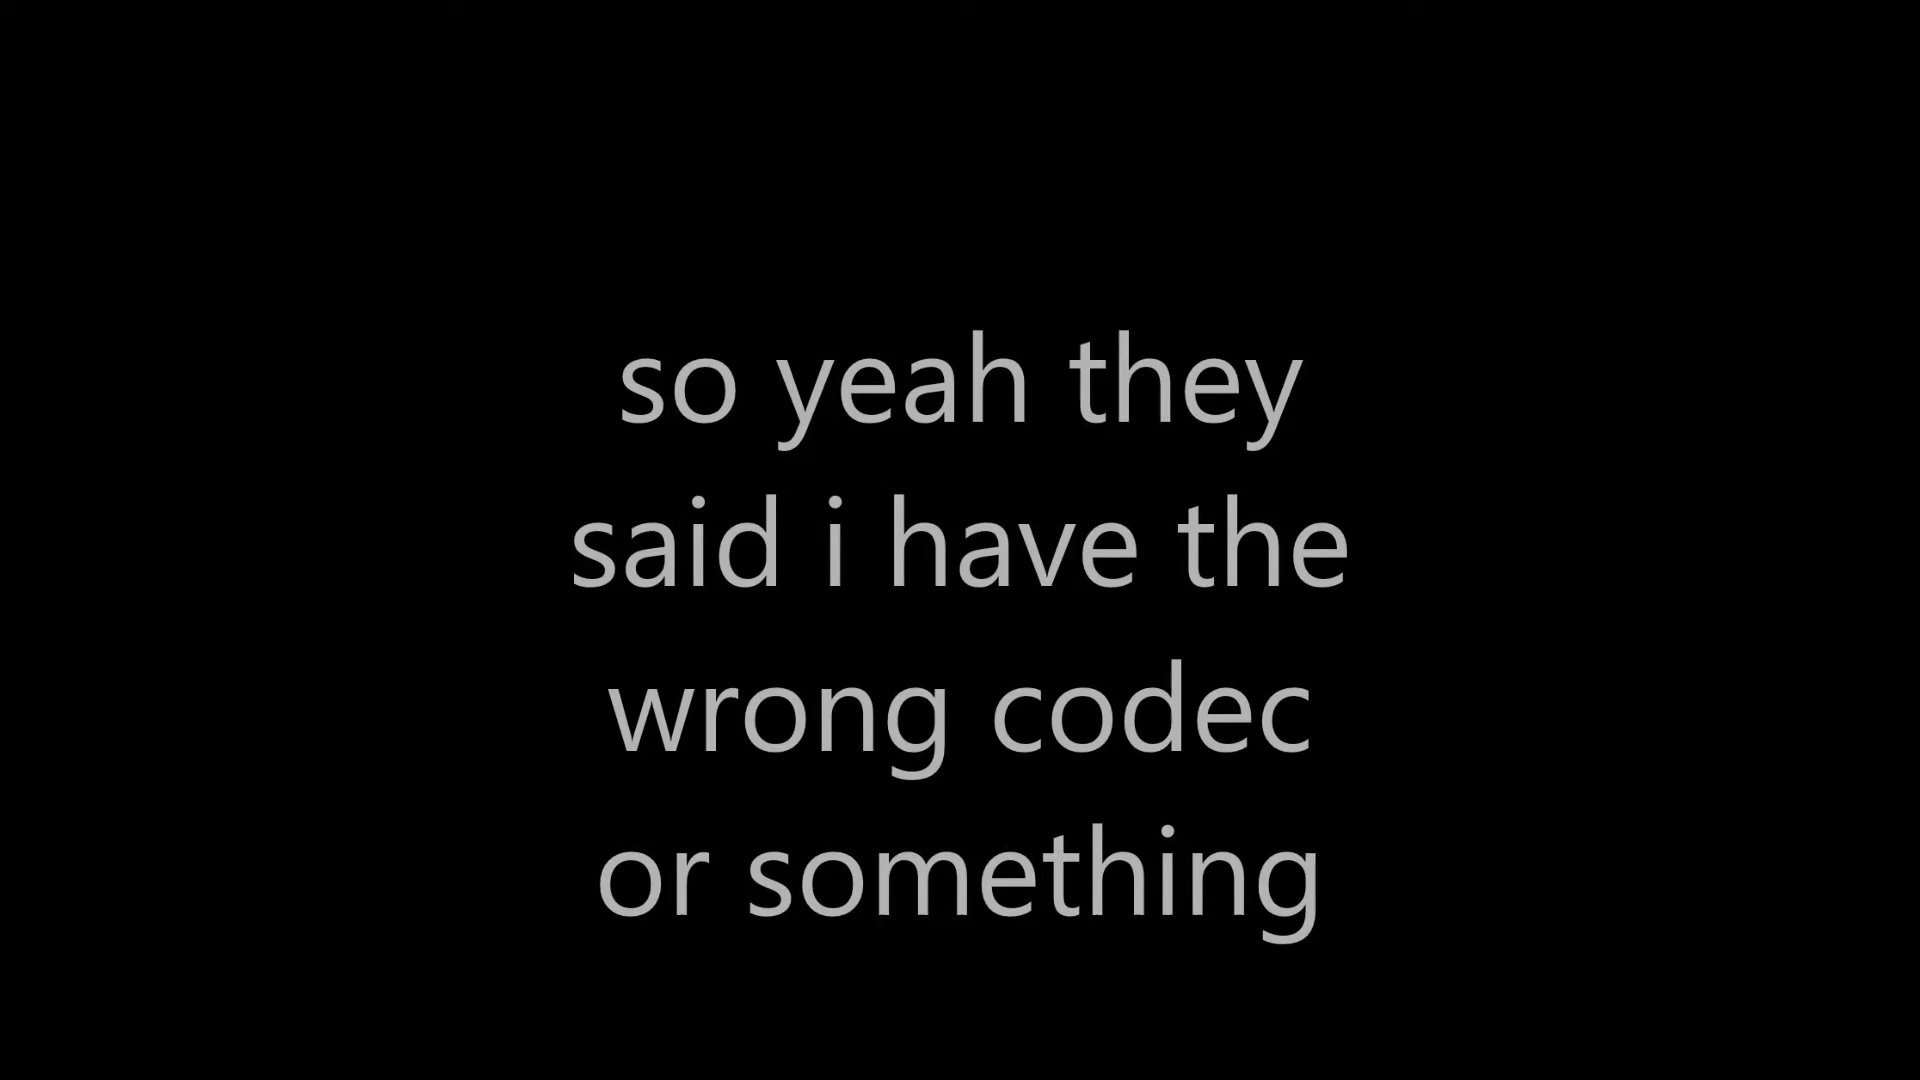 so yeah they
said i have the
wrong codec
or something